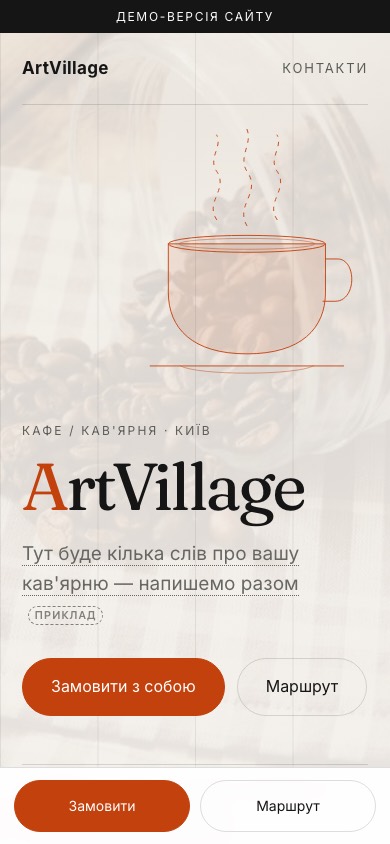 ДЕМО-ВЕРСІЯ САЙТУ
ArtVillage
КОНТАКТИ
КАФЕ / КАВ'ЯРНЯ · КИЇВ
ArtVillage
Тут буде кілька слів про вашу
кав'ярню — напишемо разом
ПРИКЛАД
Замовити з собою
Маршрут
Замовити
Маршрут